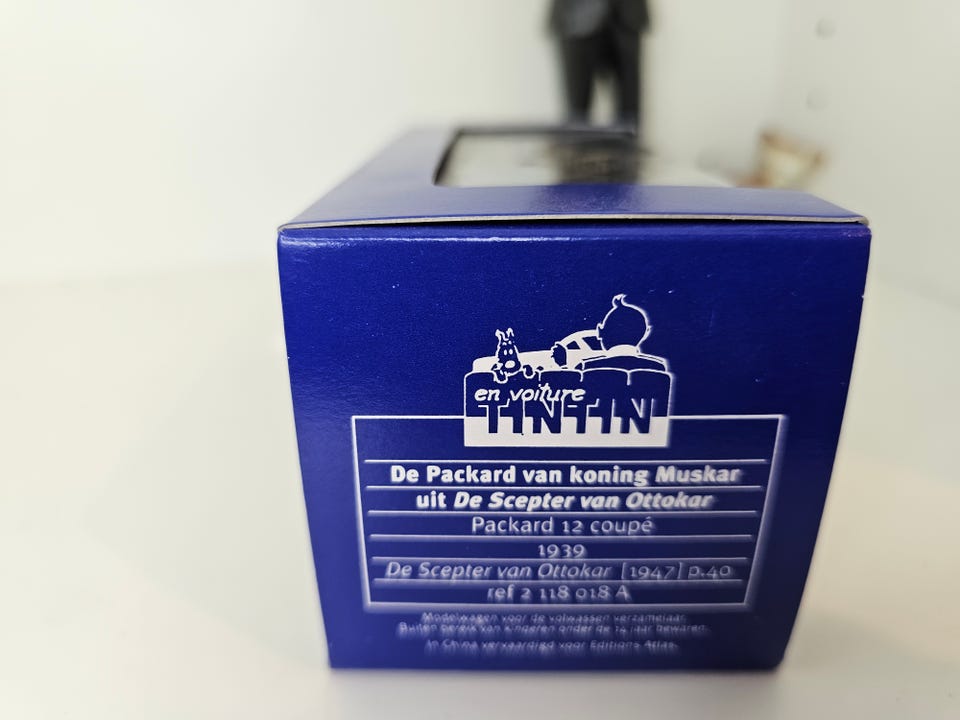 en voiture
TINTIN
De Packard van koning Muskar
uit De Scepter van Ottokar
Packard 12 coupé
1939
De Scepter van Ottokar [1947] p.40
ref 2 118 018 A
Modelwagen voor de volwassen verzamelaar.
Buiten bereik van kinderen onder de 14 jaar bewaren.
In China vervaardigd voor Editions Atlas.